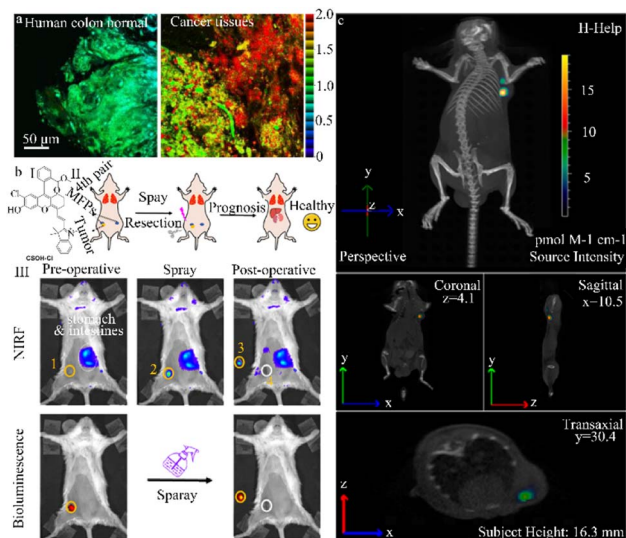 a
Human colon normal
Cancer tissues
50 μm
2.0
1.5
1
0.5
0
b
I
II
4th pair
MFPs
Tumor
Cl
HO
O
O
N
CSOH-Cl
Spay
Resection
Prognosis
Healthy
III
Pre-operative
Spray
Post-operative
NIRF
stomach
& intestines
1
2
3
4
Bioluminescence
Sparay
c
H-Help
15
10
5
pmol M-1 cm-1
Source Intensity
y
z
x
Perspective
Coronal
z=4.1
y
x
Sagittal
x-10.5
y
z
Transaxial
y=30.4
z
x
Subject Height: 16.3 mm